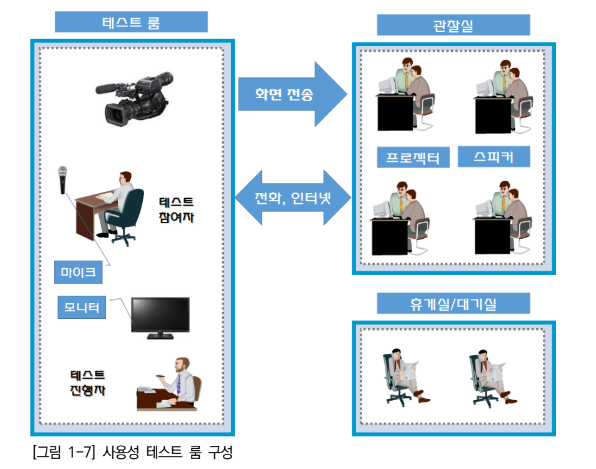 테스트 룸
관찰실
화면 전송
프로젝터
스피커
테스트
참여자
전화, 인터넷
마이크
모니터
휴게실/대기실
테스트
진행자
[그림 1-7] 사용성 테스트 룸 구성